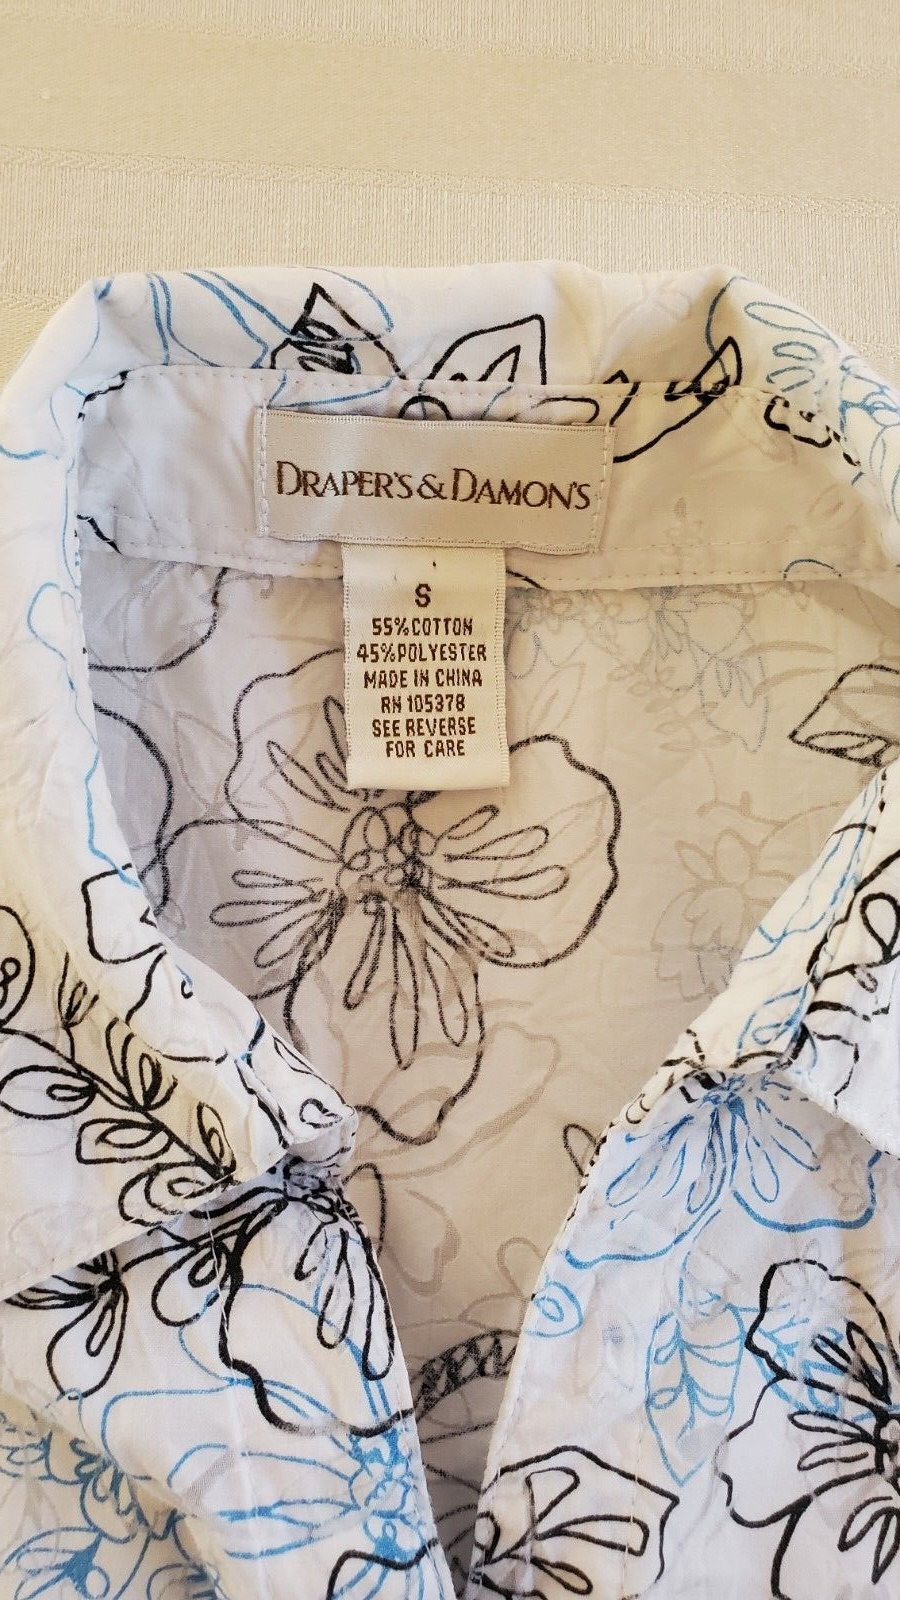 DRAPER'S & DAMON'S
S
55% COTTON
45% POLYESTER
MADE IN CHINA
RN 105378
SEE REVERSE
FOR CARE